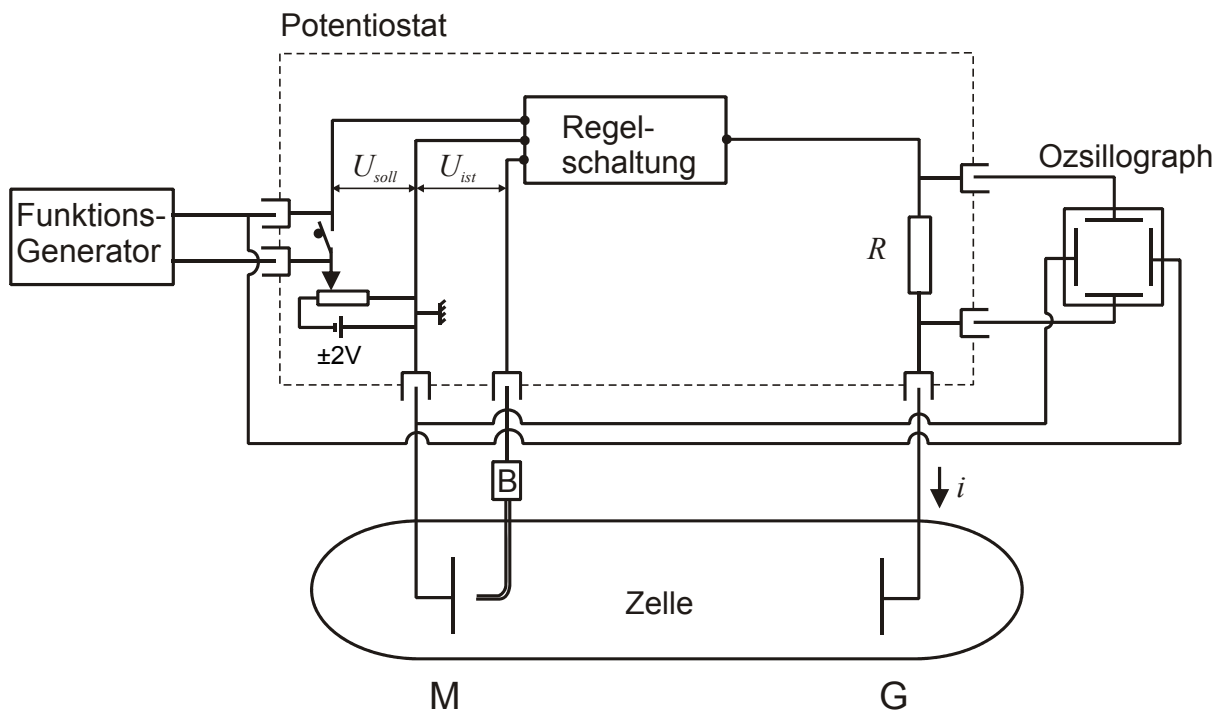 Potentiostat
Regel-
schaltung
Ozsillograph
U_soll
U_ist
Funktions-
Generator
R
±2V
B
i
Zelle
M
G